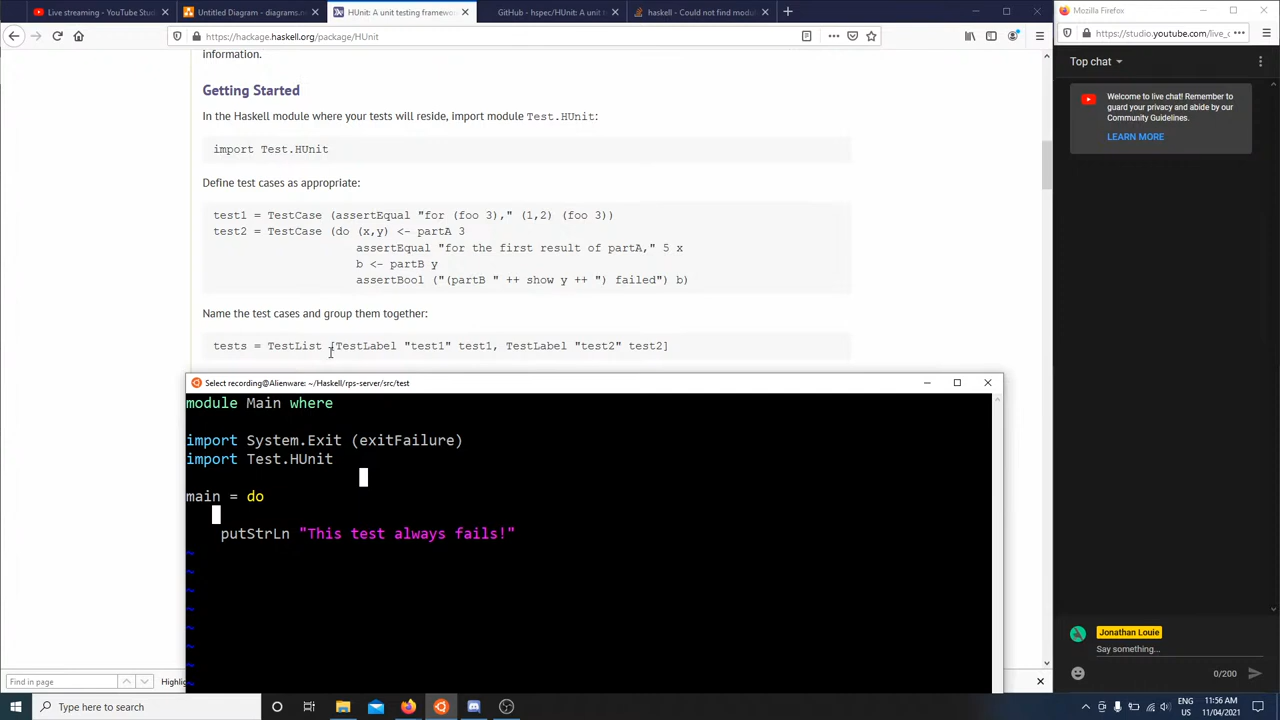 Live streaming - YouTube Stud
Untitled Diagram - diagrams.net
HUnit: A unit testing framewo
GitHub - hspec/HUnit: A unit t
haskell - Could not find modu
Mozilla Firefox
https://hackage.haskell.org/package/HUnit
https://studio.youtube.com/live_c
information.
Getting Started
In the Haskell module where your tests will reside, import module Test.HUnit:
import Test.HUnit
Define test cases as appropriate:
test1 = TestCase (assertEqual "for (foo 3)," (1,2) (foo 3))
test2 = TestCase (do (x,y) <- partA 3
assertEqual "for the first result of partA," 5 x
b <- partB y
assertBool ("(partB " ++ show y ++ ") failed") b)
Name the test cases and group them together:
tests = TestList [TestLabel "test1" test1, TestLabel "test2" test2]
Select recording@Alienware: ~/Haskell/rps-server/src/test
module Main where
import System.Exit (exitFailure)
import Test.HUnit
main = do
putStrLn "This test always fails!"
~
~
~
~
~
~
~
Find in page
Highlig
Top chat
Welcome to live chat! Remember to
guard your privacy and abide by our
Community Guidelines.
LEARN MORE
Jonathan Louie
Say something...
0/200
Type here to search
ENG
US
11:56 AM
11/04/2021